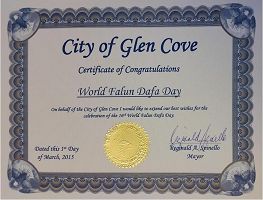 City of Glen Cove
Certificate of Congratulations
World Falun Dafa Day
On behalf of the City of Glen Cove I would like to extend our best wishes for the
celebration of the 16th World Falun Dafa Day
Dated this 1st Day
of March, 2015
Reginald A. Spinello
Mayor